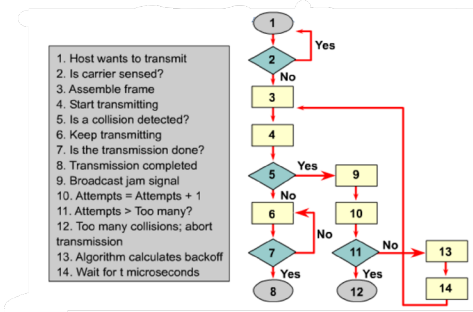 1. Host wants to transmit
2. Is carrier sensed?
3. Assemble frame
4. Start transmitting
5. Is a collision detected?
6. Keep transmitting
7. Is the transmission done?
8. Transmission completed
9. Broadcast jam signal
10. Attempts = Attempts + 1
11. Attempts > Too many?
12. Too many collisions; abort
transmission
13. Algorithm calculates backoff
14. Wait for t microseconds
1
Yes
2
No
3
4
5
Yes
9
No
6
10
No
7
11
No
13
Yes
Yes
8
12
14